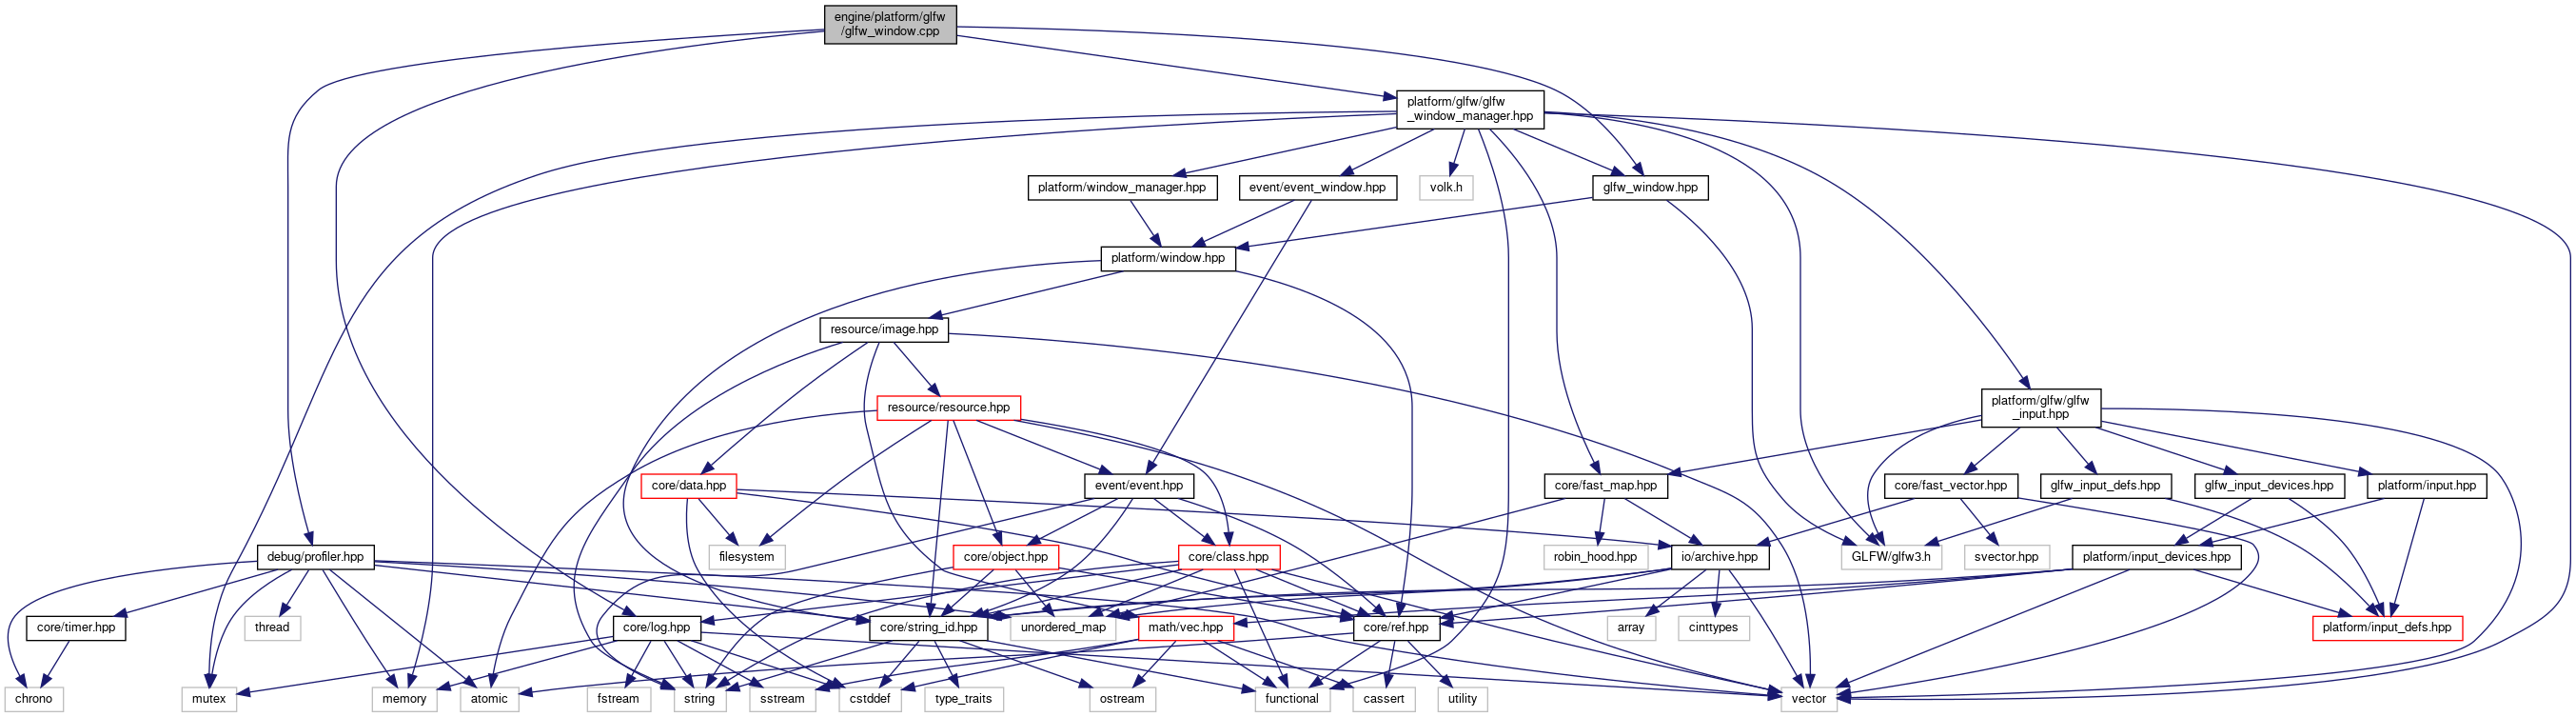 engine/platform/glfw
/glfw_window.cpp
platform/glfw/glfw
_window_manager.hpp
platform/window_manager.hpp
event/event_window.hpp
volk.h
glfw_window.hpp
platform/window.hpp
resource/image.hpp
resource/resource.hpp
platform/glfw/glfw
_input.hpp
core/data.hpp
event/event.hpp
core/fast_map.hpp
core/fast_vector.hpp
glfw_input_defs.hpp
glfw_input_devices.hpp
platform/input.hpp
debug/profiler.hpp
filesystem
core/object.hpp
core/class.hpp
robin_hood.hpp
io/archive.hpp
GLFW/glfw3.h
svector.hpp
platform/input_devices.hpp
core/timer.hpp
thread
core/log.hpp
core/string_id.hpp
unordered_map
math/vec.hpp
core/ref.hpp
array
cinttypes
platform/input_defs.hpp
chrono
mutex
memory
atomic
fstream
string
sstream
cstddef
type_traits
ostream
functional
cassert
utility
vector